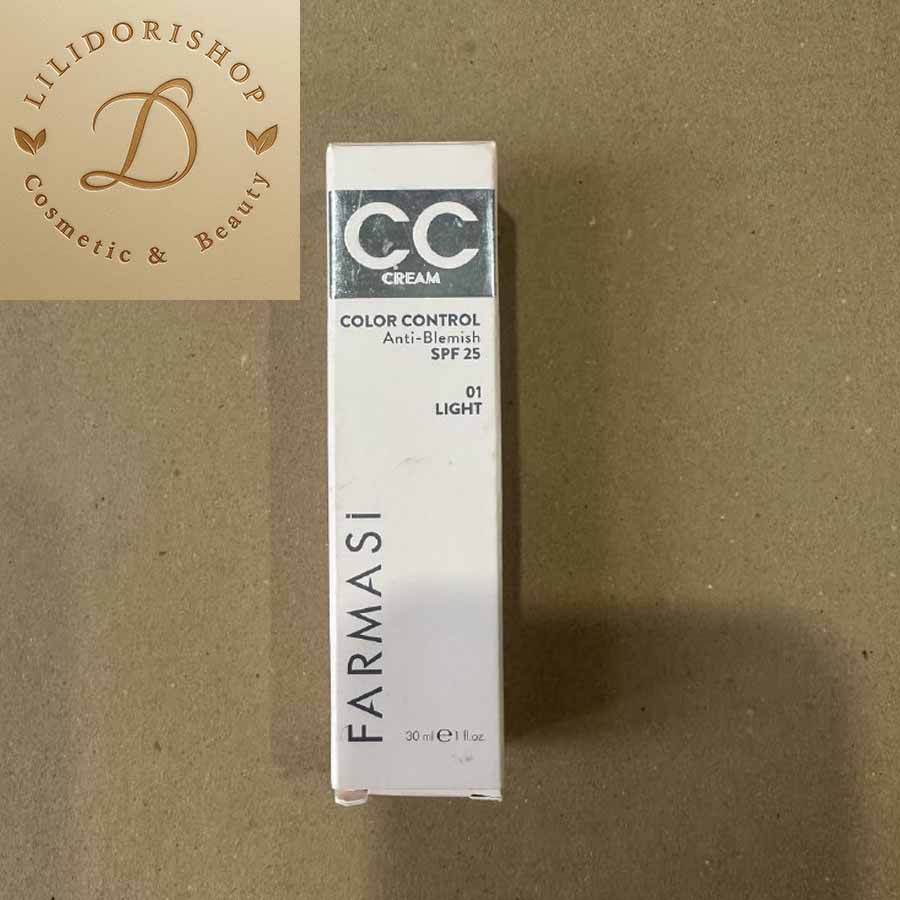 LILIDORISHOP
D
Cosmetic & Beauty
CC
CREAM
COLOR CONTROL
Anti-Blemish
SPF 25
01
LIGHT
FARMASi
30 ml ℮ 1 fl.oz.